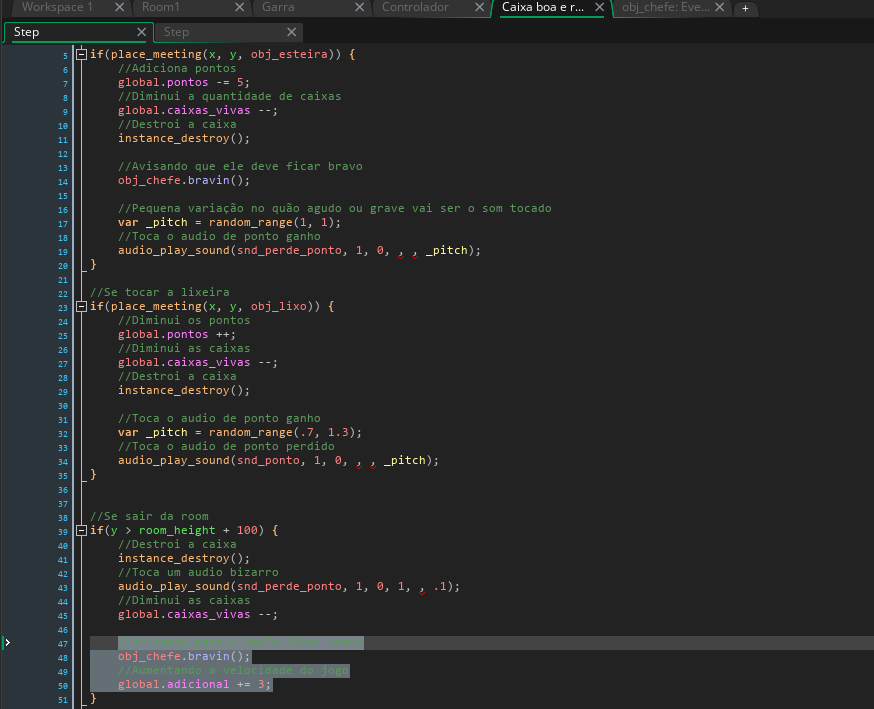 Workspace 1 Room1 Garra Controlador Caixa boa e r... obj_chefe: Eve... +
Step Step
5 if(place_meeting(x, y, obj_esteira)) {
6 //Adiciona pontos
7 global.pontos -= 5;
8 //Diminui a quantidade de caixas
9 global.caixas_vivas --;
10 //Destroi a caixa
11 instance_destroy();
12
13 //Avisando que ele deve ficar bravo
14 obj_chefe.bravin();
15
16 //Pequena variação no quão agudo ou grave vai ser o som tocado
17 var _pitch = random_range(1, 1);
18 //Toca o audio de ponto ganho
19 audio_play_sound(snd_perde_ponto, 1, 0, , , _pitch);
20 }
21
22 //Se tocar a lixeira
23 if(place_meeting(x, y, obj_lixo)) {
24 //Diminui os pontos
25 global.pontos ++;
26 //Diminui as caixas
27 global.caixas_vivas --;
28 //Destroi a caixa
29 instance_destroy();
30
31 //Toca o audio de ponto ganho
32 var _pitch = random_range(.7, 1.3);
33 //Toca o audio de ponto perdido
34 audio_play_sound(snd_ponto, 1, 0, , , _pitch);
35 }
36
37
38 //Se sair da room
39 if(y > room_height + 100) {
40 //Destroi a caixa
41 instance_destroy();
42 //Toca um audio bizarro
43 audio_play_sound(snd_perde_ponto, 1, 0, 1, , .1);
44 //Diminui as caixas
45 global.caixas_vivas --;
46
47
48 obj_chefe.bravin();
49 //Aumentando a velocidade do jogo
50 global.adicional += 3;
51 }